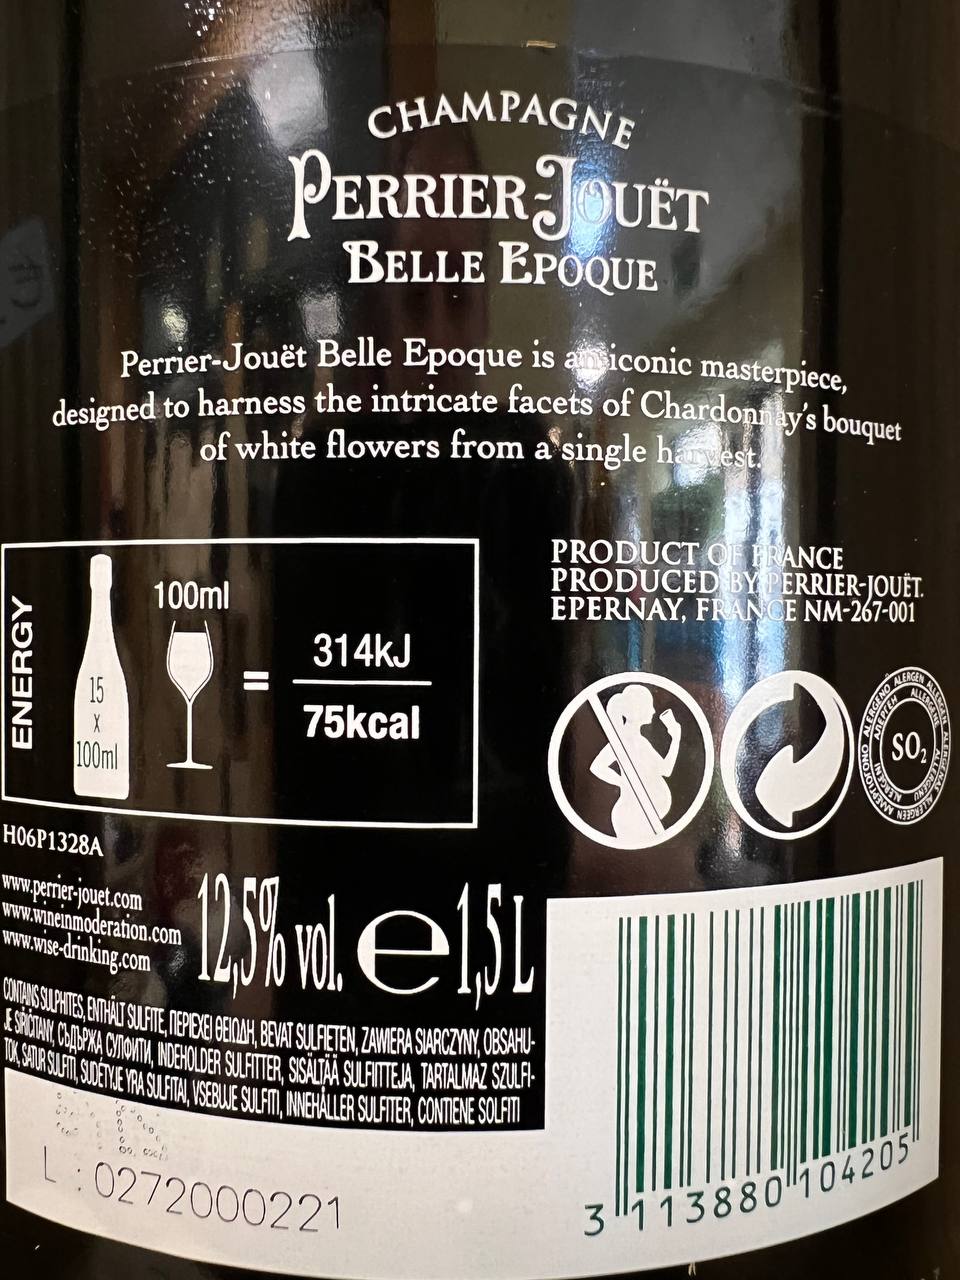 CHAMPAGNE
PERRIER-JOUËT
BELLE EPOQUE
Perrier-Jouët Belle Epoque is an iconic masterpiece,
designed to harness the intricate facets of Chardonnay's bouquet
of white flowers from a single harvest.
ENERGY
15
x
100ml
100ml
=
314kJ
75kcal
PRODUCT OF FRANCE
PRODUCED BY PERRIER-JOUËT.
EPERNAY, FRANCE NM-267-001
SO2
H06P1328A
www.perrier-jouet.com
www.wineinmoderation.com
www.wise-drinking.com
12,5% vol. e 1,5 L
CONTAINS SULPHITES, ENTHÄLT SULFITE, ΠΕΡΙΕΧΕΙ ΘΕΙΩΔΗ, BEVAT SULFIETEN, ZAWIERA SIARCZYNY, OBSAHU-
JE SIŘIČITANY, СЪДЪРЖА СУЛФИТИ, INDEHOLDER SULFITTER, SISÄLTÄÄ SULFIITTEJA, TARTALMAZ SZULFI-
TOK, SATUR SULFĪTI, SUDĖTYJE YRA SULFITAI, VSEBUJE SULFITI, INNEHÅLLER SULFITER, CONTIENE SOLFITI
L : 0272000221
3 113880 104205